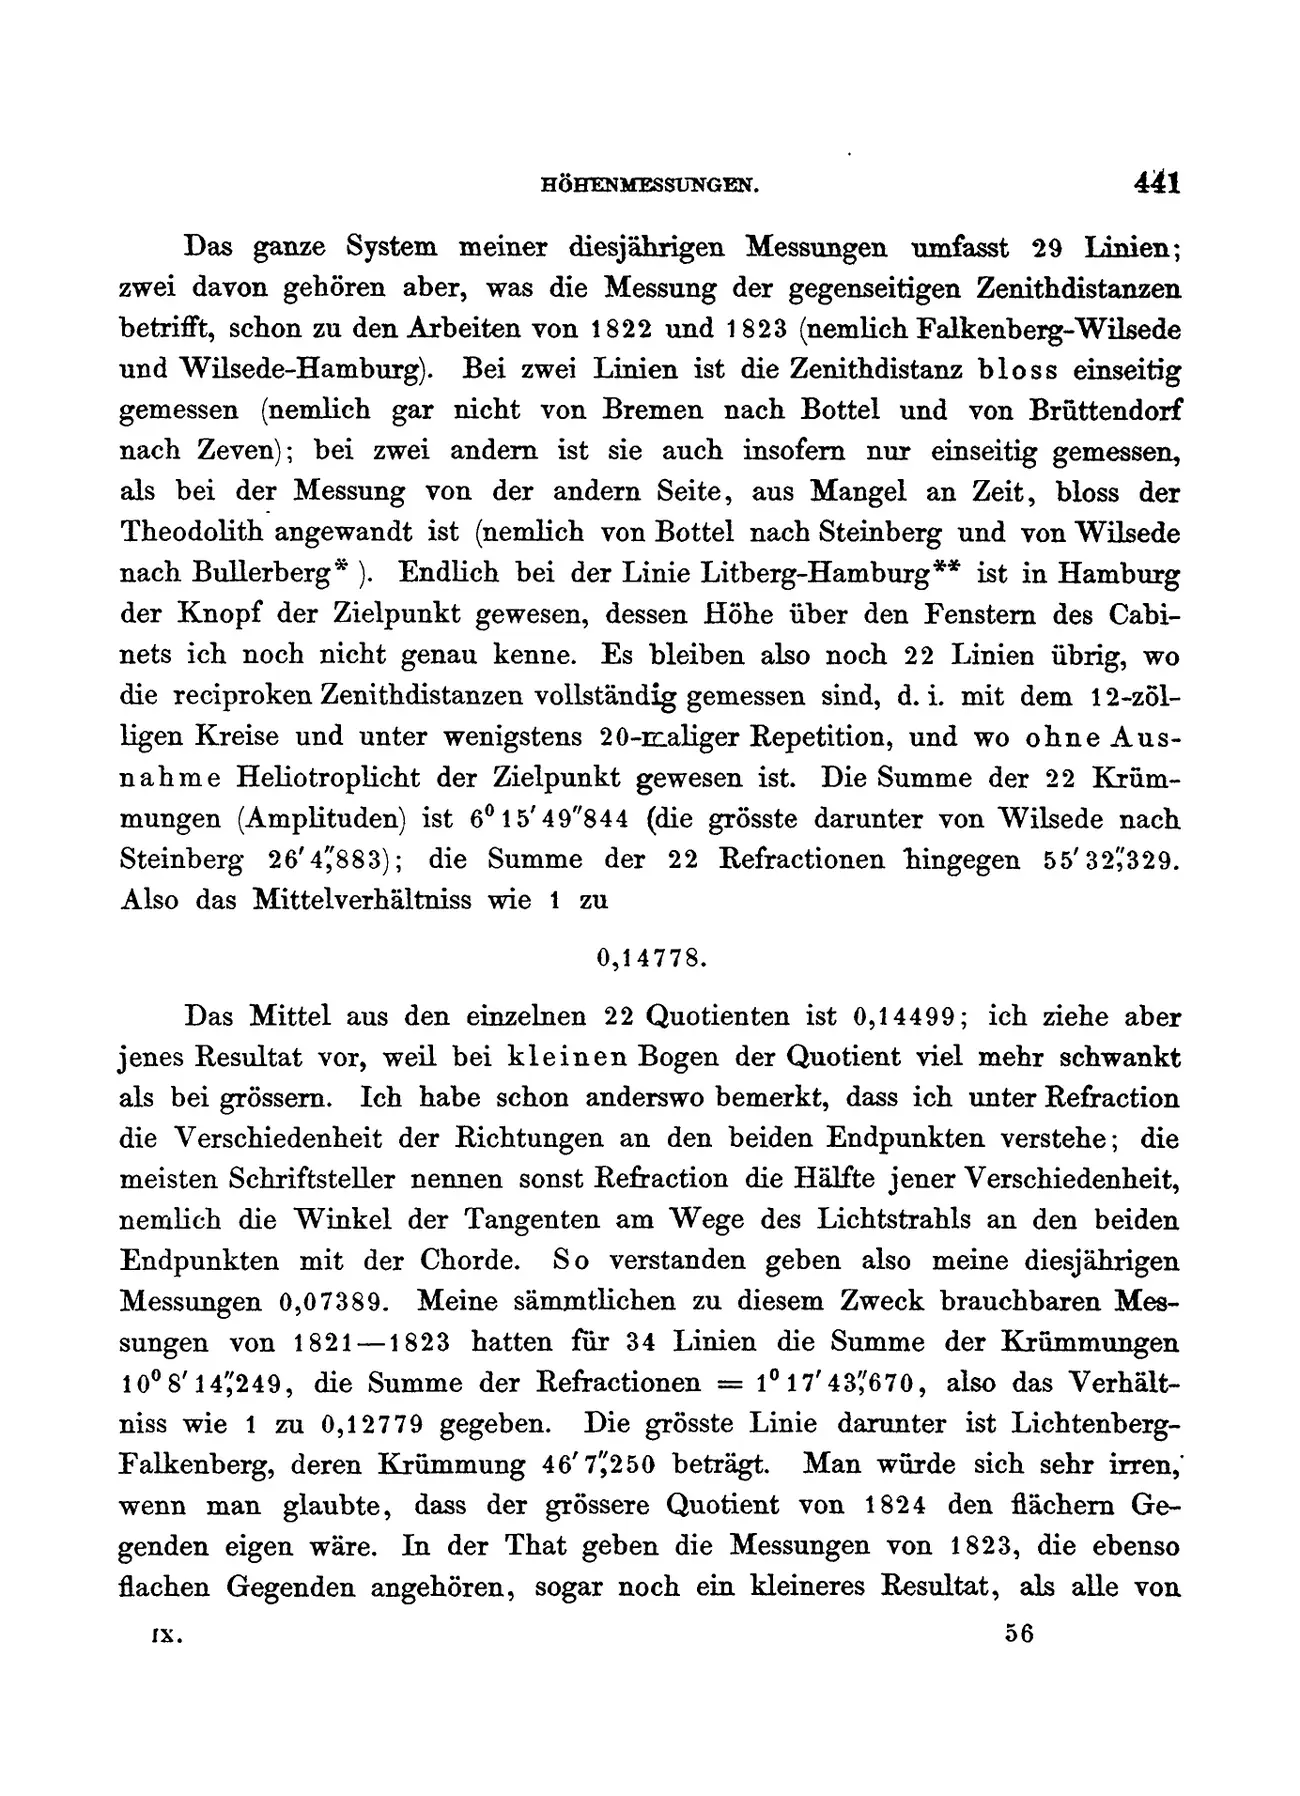 HÖHENMESSUNGEN. 441
Das ganze System meiner diesjährigen Messungen umfasst 29 Linien;
zwei davon gehören aber, was die Messung der gegenseitigen Zenithdistanzen
betrifft, schon zu den Arbeiten von 1822 und 1823 (nemlich Falkenberg-Wilsede
und Wilsede-Hamburg). Bei zwei Linien ist die Zenithdistanz bloss einseitig
gemessen (nemlich gar nicht von Bremen nach Bottel und von Brüttendorf
nach Zeven); bei zwei andern ist sie auch insofern nur einseitig gemessen,
als bei der Messung von der andern Seite, aus Mangel an Zeit, bloss der
Theodolith angewandt ist (nemlich von Bottel nach Steinberg und von Wilsede
nach Bullerberg* ). Endlich bei der Linie Litberg-Hamburg** ist in Hamburg
der Knopf der Zielpunkt gewesen, dessen Höhe über den Fenstern des Cabi-
nets ich noch nicht genau kenne. Es bleiben also noch 22 Linien übrig, wo
die reciproken Zenithdistanzen vollständig gemessen sind, d. i. mit dem 12-zöl-
ligen Kreise und unter wenigstens 20-maliger Repetition, und wo ohne Aus-
nahme Heliotroplicht der Zielpunkt gewesen ist. Die Summe der 22 Krüm-
mungen (Amplituden) ist 6⁰ 15′ 49″844 (die grösste darunter von Wilsede nach
Steinberg 26′ 4″,883); die Summe der 22 Refractionen hingegen 55′ 32″,329.
Also das Mittelverhältniss wie 1 zu
0,14778.
Das Mittel aus den einzelnen 22 Quotienten ist 0,14499; ich ziehe aber
jenes Resultat vor, weil bei kleinen Bogen der Quotient viel mehr schwankt
als bei grössern. Ich habe schon anderswo bemerkt, dass ich unter Refraction
die Verschiedenheit der Richtungen an den beiden Endpunkten verstehe; die
meisten Schriftsteller nennen sonst Refraction die Hälfte jener Verschiedenheit,
nemlich die Winkel der Tangenten am Wege des Lichtstrahls an den beiden
Endpunkten mit der Chorde. So verstanden geben also meine diesjährigen
Messungen 0,07389. Meine sämmtlichen zu diesem Zweck brauchbaren Mes-
sungen von 1821—1823 hatten für 34 Linien die Summe der Krümmungen
10⁰ 8′ 14″,249, die Summe der Refractionen = 1⁰ 17′ 43″,670, also das Verhält-
niss wie 1 zu 0,12779 gegeben. Die grösste Linie darunter ist Lichtenberg-
Falkenberg, deren Krümmung 46′ 7″,250 beträgt. Man würde sich sehr irren,
wenn man glaubte, dass der grössere Quotient von 1824 den flächern Ge-
genden eigen wäre. In der That geben die Messungen von 1823, die ebenso
flachen Gegenden angehören, sogar noch ein kleineres Resultat, als alle von
IX. 56